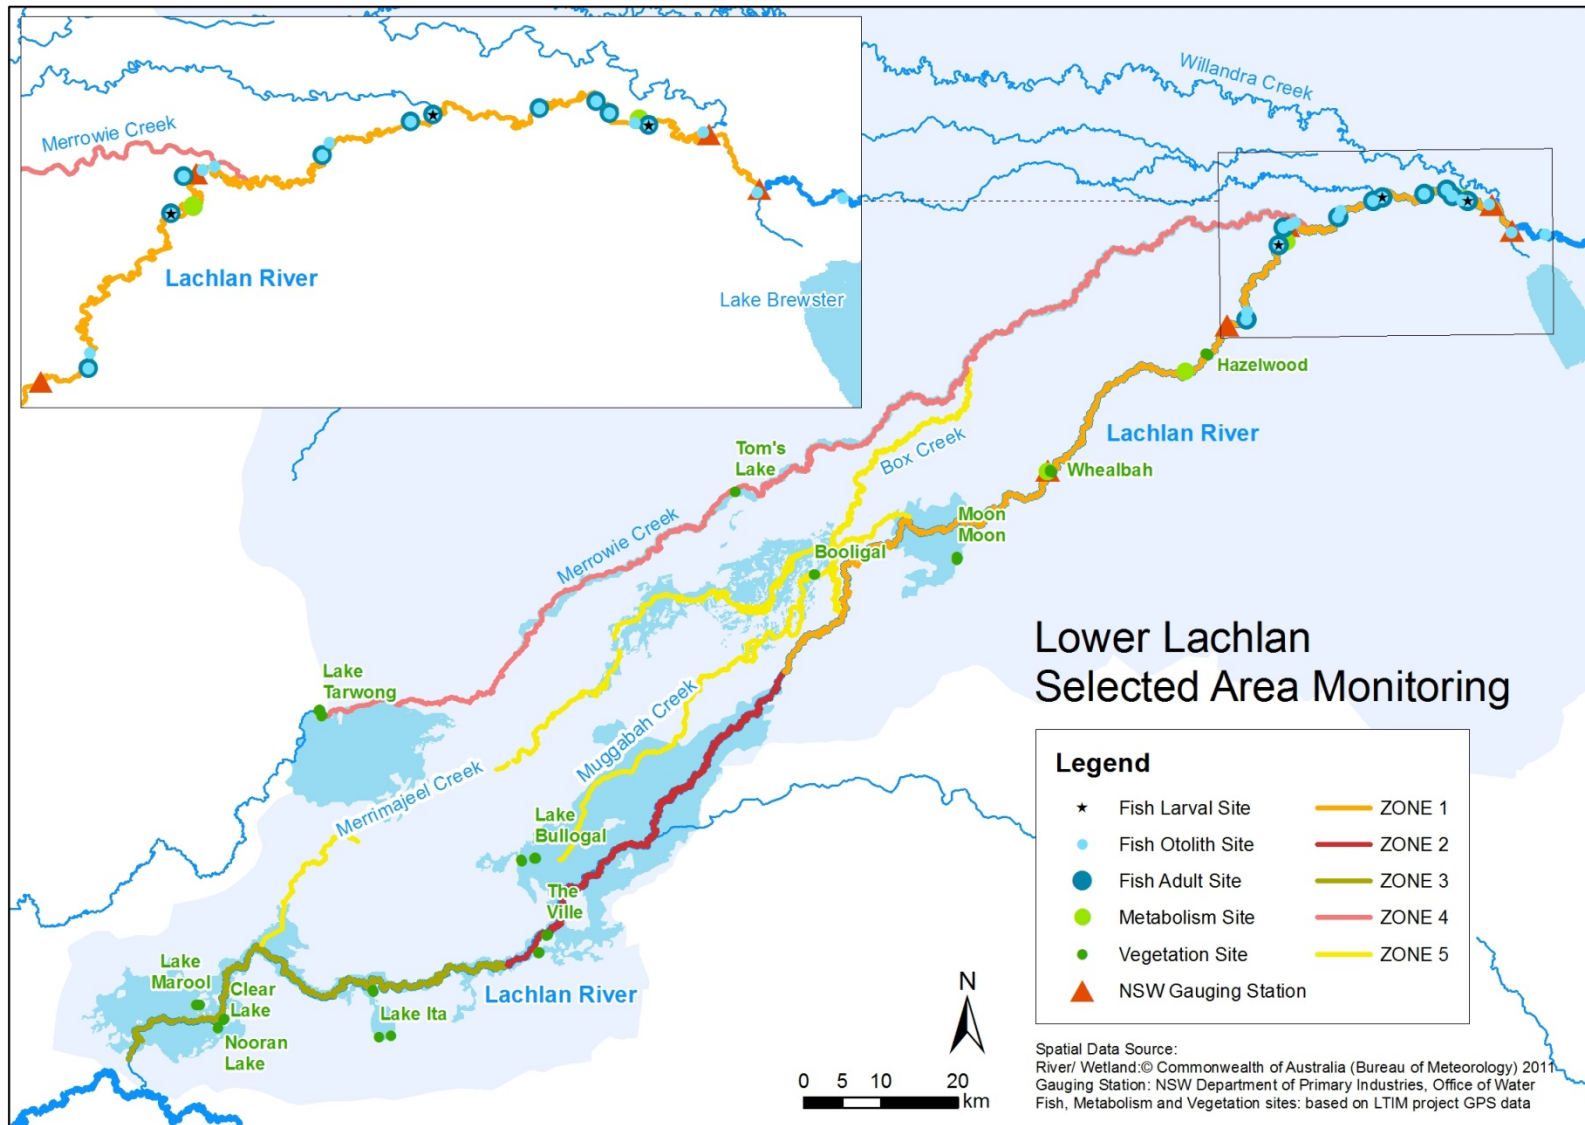 Willandra Creek
Merrowie Creek
Lachlan River
Lake Brewster
Hazelwood
Lachlan River
Tom's
Lake
Box Creek
Whealbah
Moon
Moon
Merrowie Creek
Booligal
Lower Lachlan
Selected Area Monitoring
Lake
Tarwong
Muggabah Creek
Merrimajeel Creek
Lake
Bullogal
The
Ville
Lake
Marool
Clear
Lake
Nooran
Lake
Lake Ita
Lachlan River
Legend
Fish Larval Site
Fish Otolith Site
Fish Adult Site
Metabolism Site
Vegetation Site
NSW Gauging Station
ZONE 1
ZONE 2
ZONE 3
ZONE 4
ZONE 5
N
0 5 10 20
km
Spatial Data Source:
River/ Wetland:© Commonwealth of Australia (Bureau of Meteorology) 2011
Gauging Station: NSW Department of Primary Industries, Office of Water
Fish, Metabolism and Vegetation sites: based on LTIM project GPS data